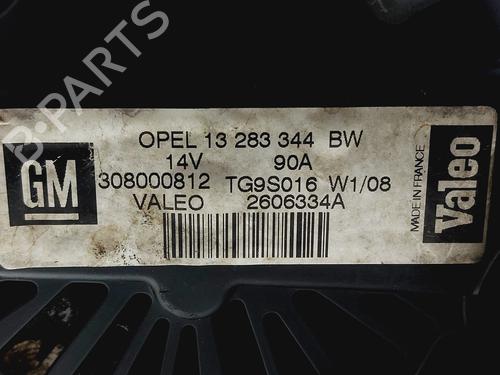 B-PARTS
GM
OPEL 13 283 344 BW
14V 90A
308000812 TG9S016 W1/08
VALEO 2606334A
MADE IN FRANCE
Valeo